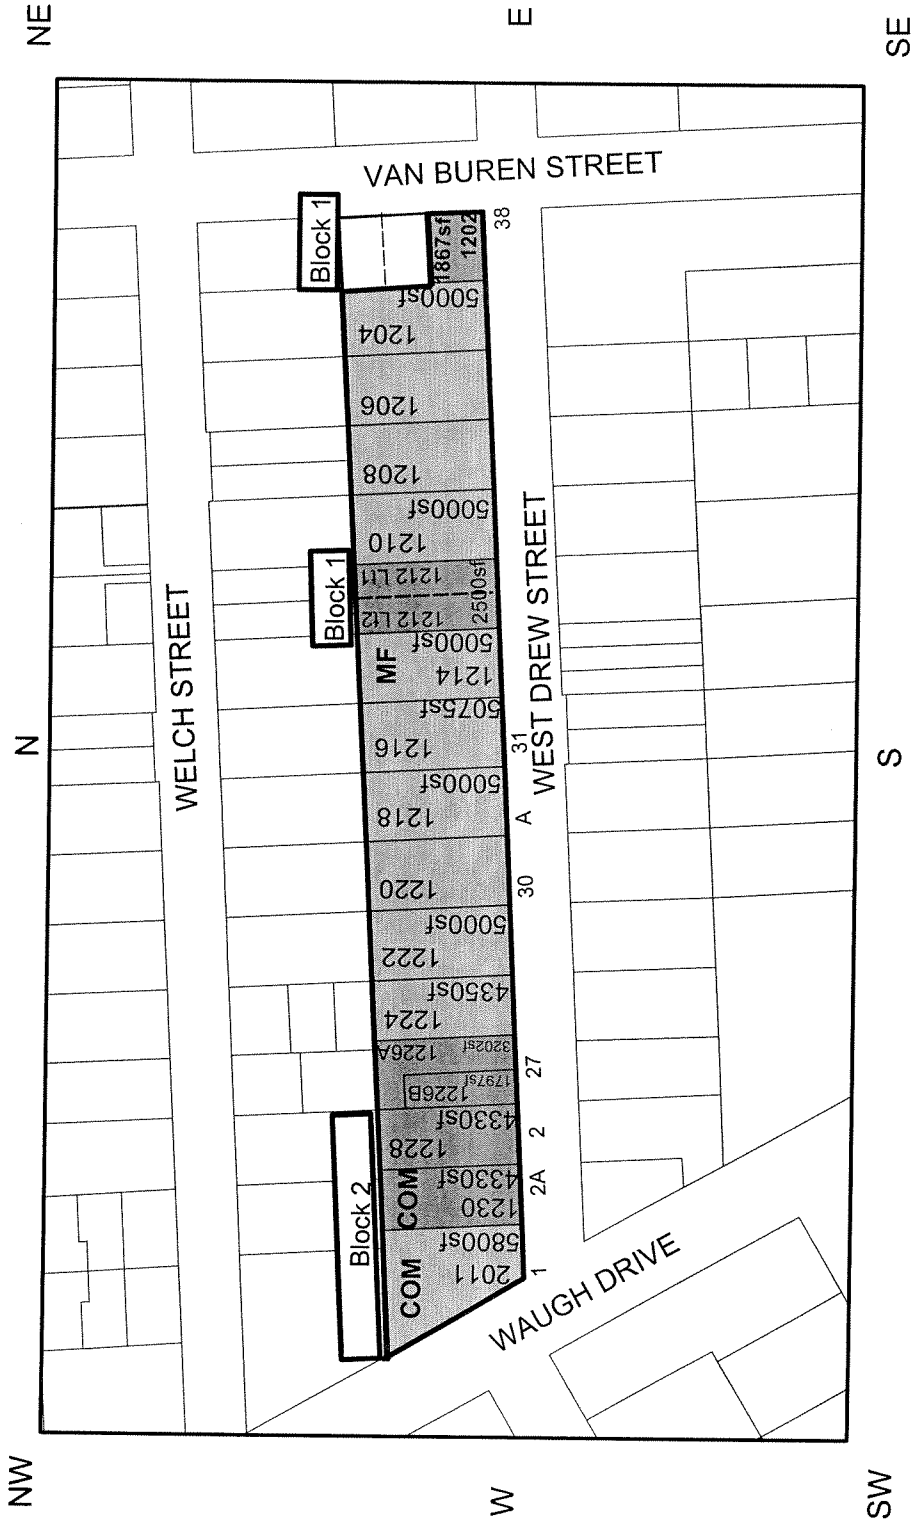 NE
E
SE
VAN BUREN STREET
Block 1
38
1867sf
1202
5000sf
1204
1206
1208
5000sf
1210
Block 1
1212 Lt1
1212 Lt2
2500sf
WELCH STREET
WEST DREW STREET
MF
5000sf
1214
5075sf
1216
31
N
S
5000sf
1218
A
1220
30
5000sf
1222
4350sf
1224
3202sf
1226A
27
1797sf
1226B
4330sf
1228
2
Block 2
COM
4330sf
1230
2A
5800sf
COM
2011
1
WAUGH DRIVE
NW
W
SW